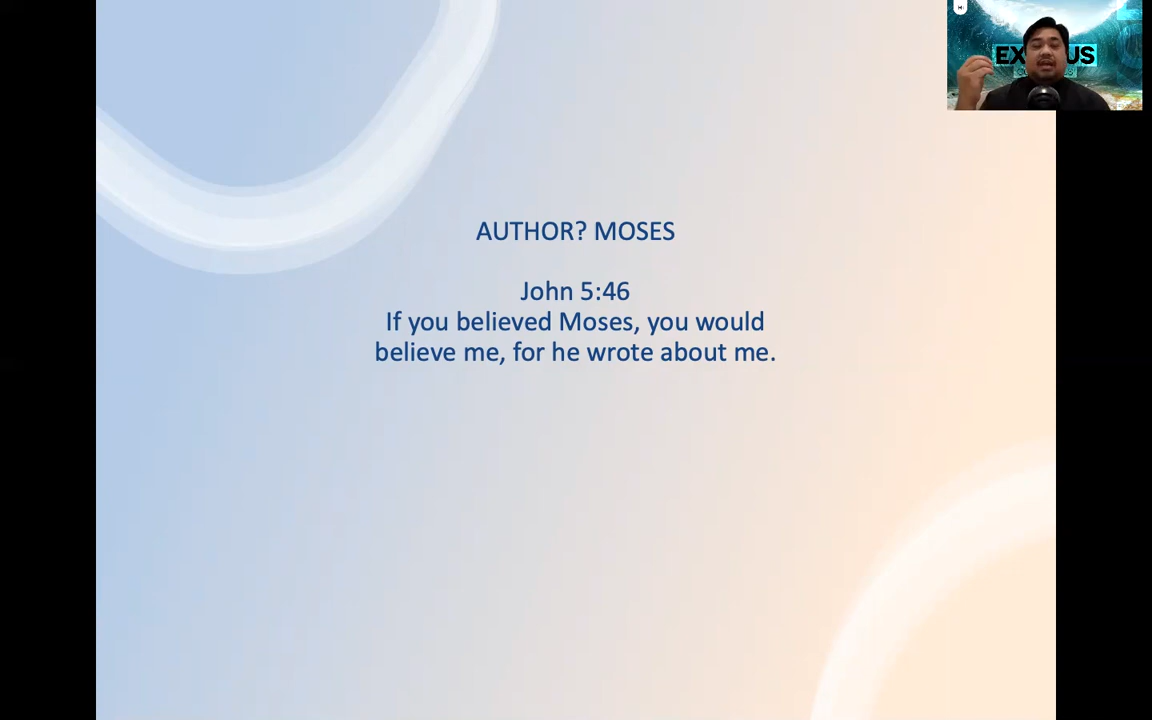 AUTHOR? MOSES
John 5:46
If you believed Moses, you would
believe me, for he wrote about me.